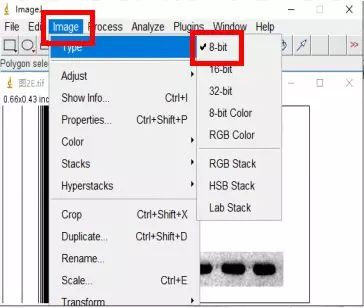 ImageJ
File Edi Image Process Analyze Plugins Window Help
>>
Polygon sele
图2E.tif
0.66x0.43 inc
Type
Adjust
Show Info... Ctrl+I
Properties... Ctrl+Shift+P
Color
Stacks
Hyperstacks
Crop Ctrl+Shift+X
Duplicate... Ctrl+Shift+D
Rename...
Scale... Ctrl+E
Transform
8-bit
16-bit
32-bit
8-bit Color
RGB Color
RGB Stack
HSB Stack
Lab Stack